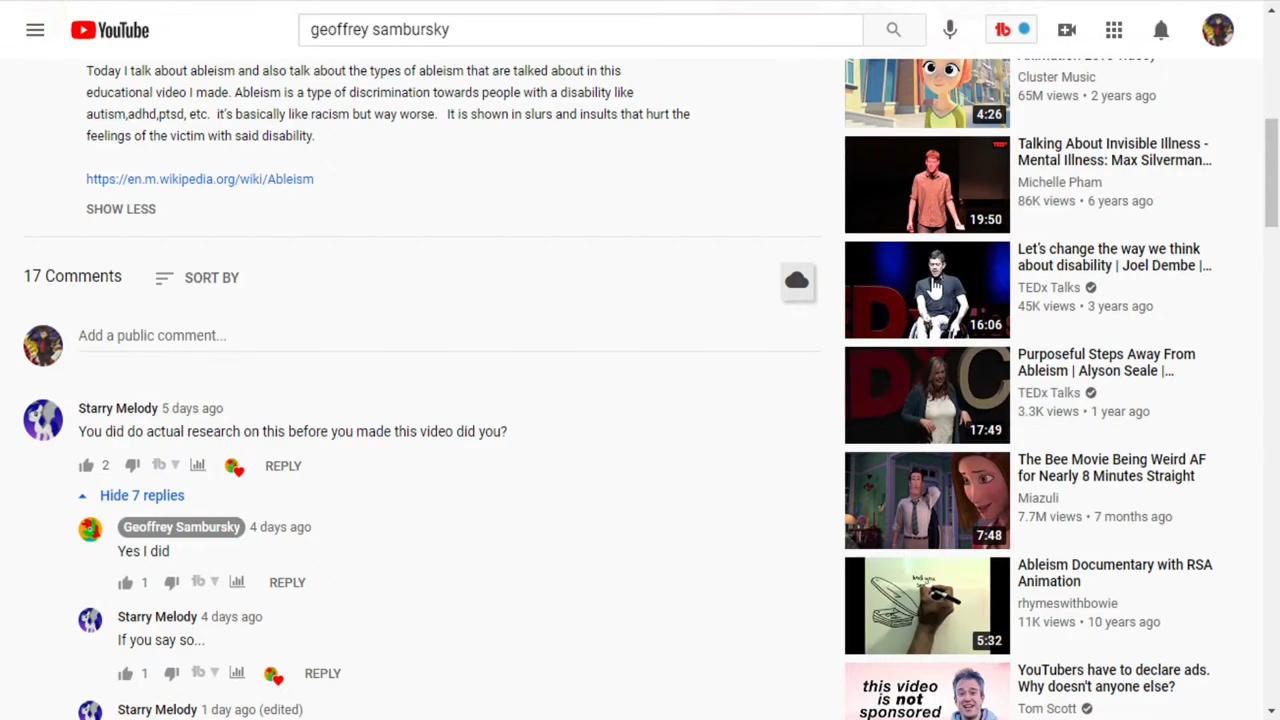 YouTube
geoffrey sambursky
Today I talk about ableism and also talk about the types of ableism that are talked about in this
educational video I made. Ableism is a type of discrimination towards people with a disability like
autism,adhd,ptsd, etc. it's basically like racism but way worse. It is shown in slurs and insults that hurt the
feelings of the victim with said disability.
https://en.m.wikipedia.org/wiki/Ableism
SHOW LESS
17 Comments
SORT BY
Add a public comment...
Starry Melody 5 days ago
You did do actual research on this before you made this video did you?
2
REPLY
Hide 7 replies
Geoffrey Sambursky 4 days ago
Yes I did
1
REPLY
Starry Melody 4 days ago
If you say so...
1
REPLY
Starry Melody 1 day ago (edited)
Cluster Music
65M views • 2 years ago
4:26
Talking About Invisible Illness -
Mental Illness: Max Silverman...
Michelle Pham
86K views • 6 years ago
19:50
Let's change the way we think
about disability | Joel Dembe |...
TEDx Talks
45K views • 3 years ago
16:06
Purposeful Steps Away From
Ableism | Alyson Seale |...
TEDx Talks
3.3K views • 1 year ago
17:49
The Bee Movie Being Weird AF
for Nearly 8 Minutes Straight
Miazuli
7.7M views • 7 months ago
7:48
Ableism Documentary with RSA
Animation
rhymeswithbowie
11K views • 10 years ago
5:32
YouTubers have to declare ads.
Why doesn't anyone else?
Tom Scott
this video
is not
SPONSORED